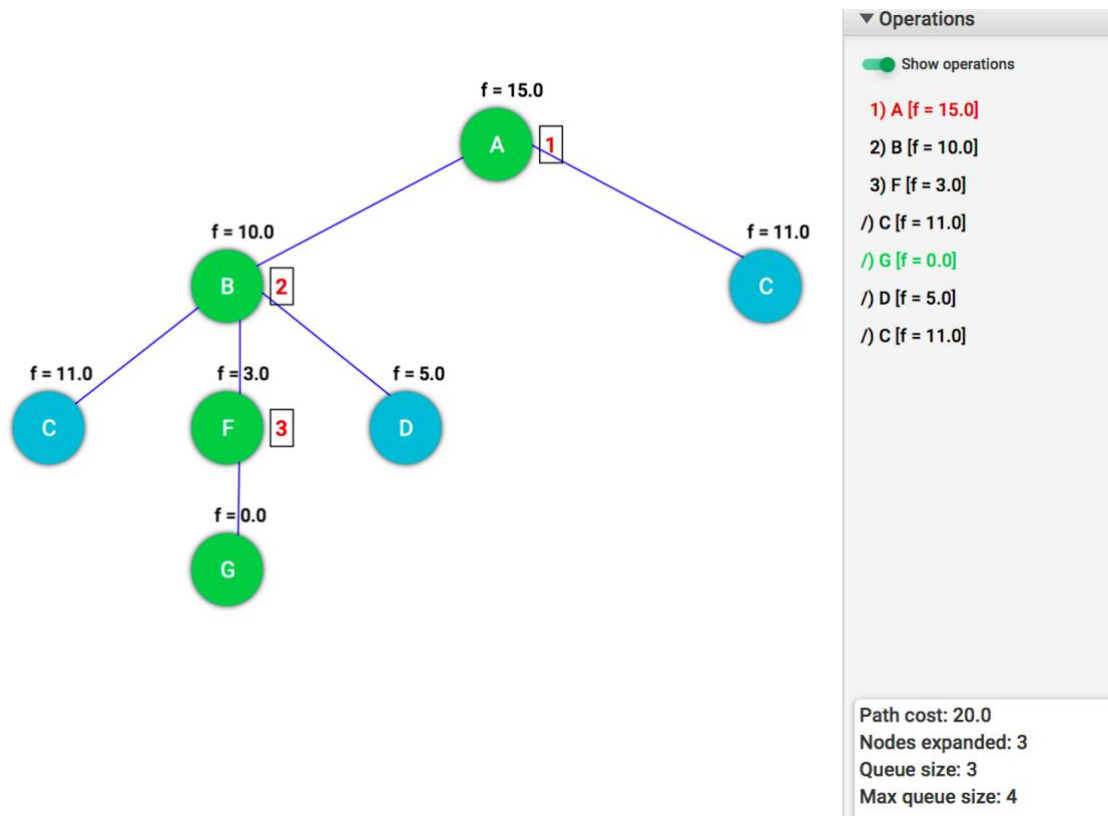 f = 15.0
A
1
f = 10.0
B
2
f = 11.0
C
f = 11.0
C
f = 3.0
F
3
f = 5.0
D
f = 0.0
G
Operations
Show operations
1) A [f = 15.0]
2) B [f = 10.0]
3) F [f = 3.0]
/) C [f = 11.0]
/) G [f = 0.0]
/) D [f = 5.0]
/) C [f = 11.0]
Path cost: 20.0
Nodes expanded: 3
Queue size: 3
Max queue size: 4